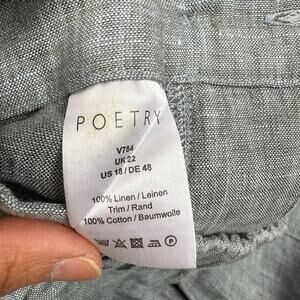 POETRY
V784
UK 22
US 18 / DE 48
100% Linen / Leinen
Trim / Rand
100% Cotton / Baumwolle